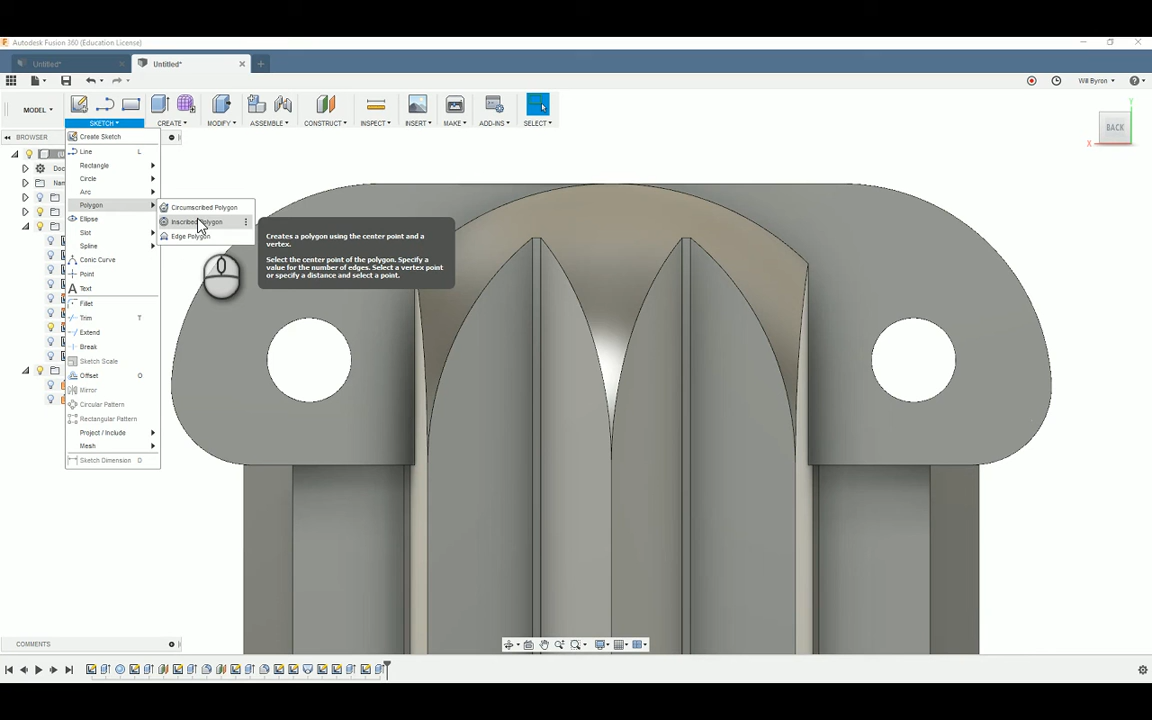 Autodesk Fusion 360 (Education License)
Untitled*
Untitled*
Will Byron
MODEL
SKETCH
CREATE
MODIFY
ASSEMBLE
CONSTRUCT
INSPECT
INSERT
MAKE
ADD-INS
SELECT
BROWSER
Create Sketch
Line L
Rectangle
Circle
Arc
Polygon
Ellipse
Slot
Spline
Conic Curve
Point
Text
Fillet
Trim T
Extend
Break
Sketch Scale
Offset O
Mirror
Circular Pattern
Rectangular Pattern
Project / Include
Mesh
Sketch Dimension D
Circumscribed Polygon
Inscribed Polygon
Edge Polygon
Creates a polygon using the center point and a
vertex.
Select the center point of the polygon. Specify a
value for the number of edges. Select a vertex point
or specify a distance and select a point.
Doc
Nam
Y
BACK
X
COMMENTS